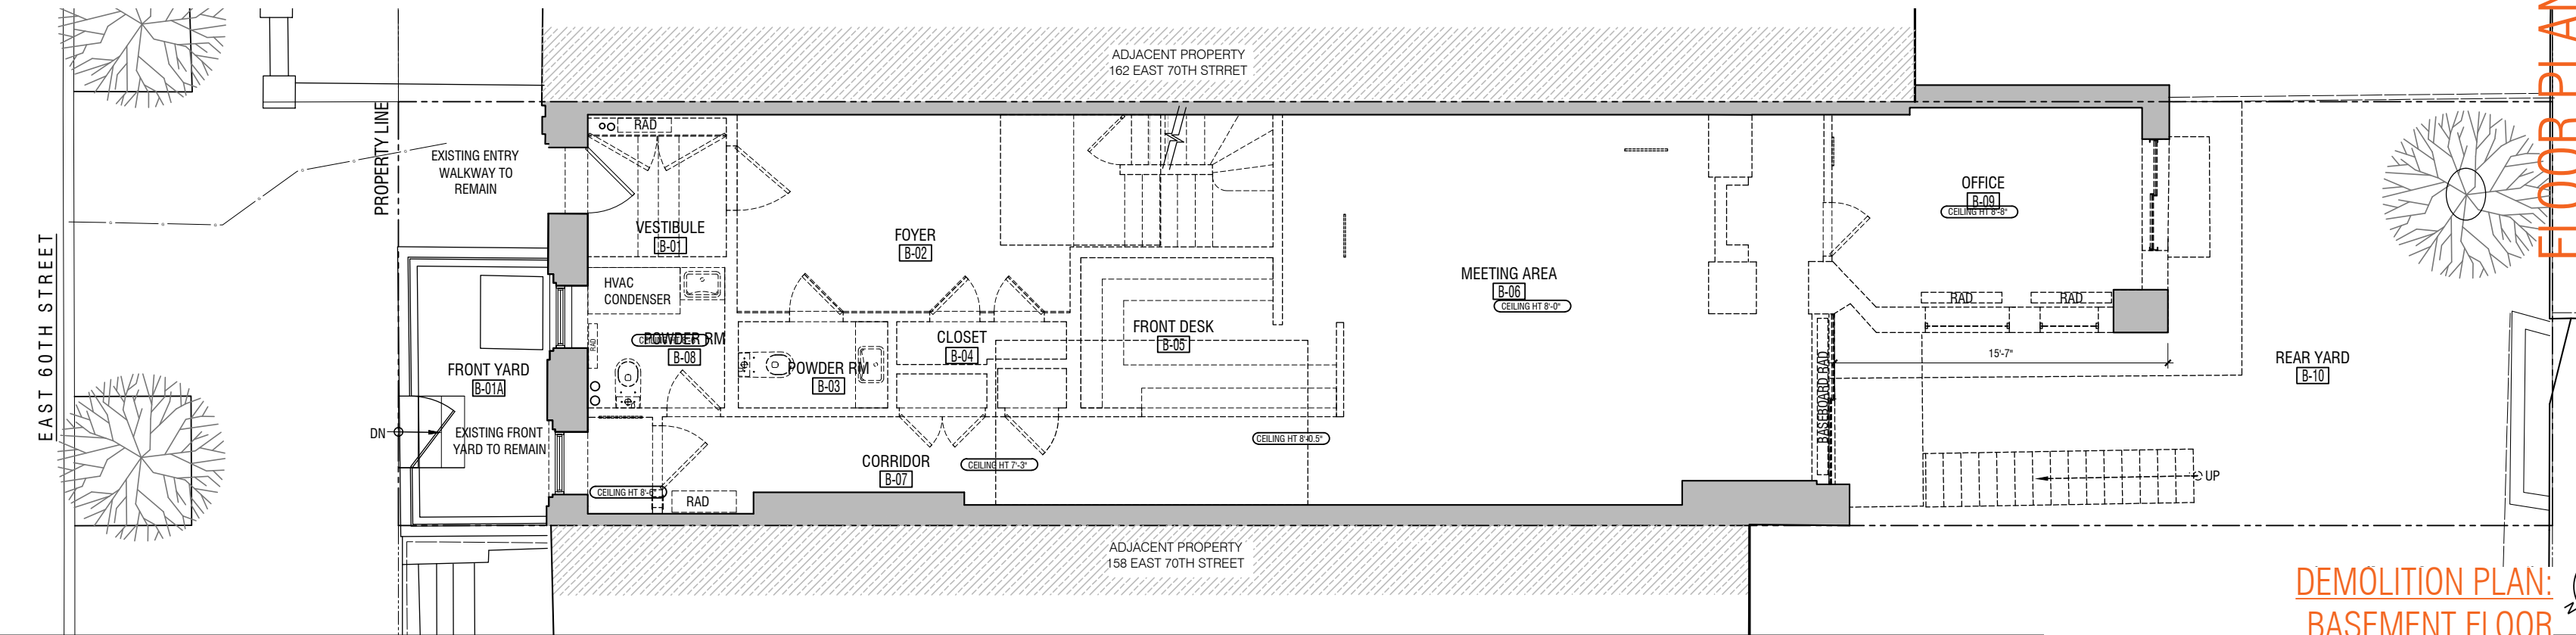 ADJACENT PROPERTY
162 EAST 70TH STRRET
FLOOR PLAN
PROPERTY LINE
EXISTING ENTRY
WALKWAY TO
REMAIN
RAD
VESTIBULE
B-01
FOYER
B-02
OFFICE
B-09
CEILING HT 8'-8"
EAST 60TH STREET
HVAC
CONDENSER
MEETING AREA
B-06
CEILING HT 8'-0"
RAD
RAD
POWDER RM
B-08
RAD
CLOSET
B-04
FRONT DESK
B-05
15'-7"
REAR YARD
B-10
FRONT YARD
B-01A
POWDER RM
B-03
BASEBOARD RAD
DN
EXISTING FRONT
YARD TO REMAIN
CEILING HT 8'-0.5"
CORRIDOR
B-07
CEILING HT 7'-3"
UP
RAD
ADJACENT PROPERTY
158 EAST 70TH STREET
DEMOLITION PLAN:
BASEMENT FLOOR